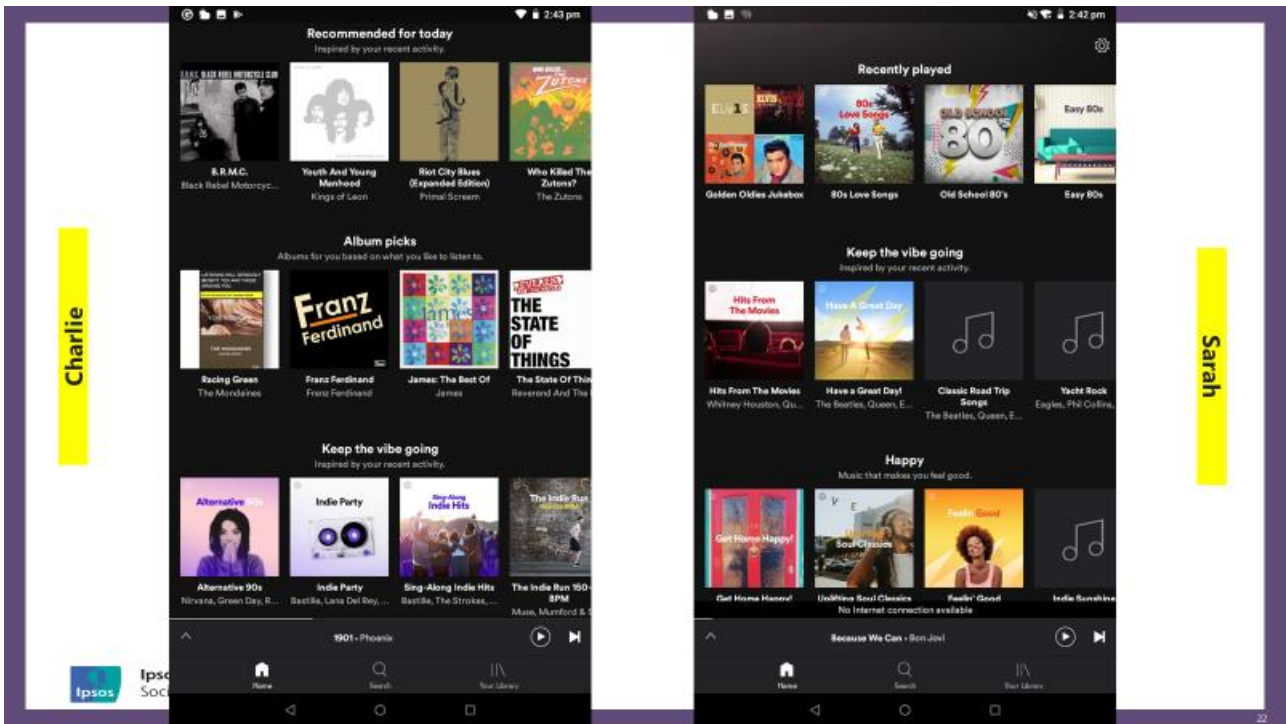 Charlie
2:43 pm
Recommended for today
Inspired by your recent activity.
B.R.M.C.
Black Rebel Motorcyc...
Youth And Young
Manhood
Kings of Leon
Riot City Blues
(Expanded Edition)
Primal Scream
THE ZUTONS
Who Killed The
Zutons?
The Zutons
Album picks
Albums for you based on what you like to listen to.
THE MONDAINES
Racing Green
The Mondaines
Franz
Ferdinand
Franz Ferdinand
Franz Ferdinand
James
James: The Best Of
James
REVEREND
THE
STATE
OF
THINGS
The State Of Thin
Reverend And The
Keep the vibe going
Inspired by your recent activity.
Alternative 90s
Alternative 90s
Nirvana, Green Day, R...
Indie Party
Indie Party
Bastille, Lana Del Rey, ...
Sing-Along
Indie Hits
Sing-Along Indie Hits
Bastille, The Strokes, ...
The Indie Run
The Indie Run 150-
BPM
Muse, Mumford & S
1901 • Phoenix
Home
Search
Your Library
2:42 pm
Recently played
ELV1S
ELVIS
Golden Oldies Jukebox
80s
Love Songs
80s Love Songs
OLD SCHOOL
80'S
Old School 80's
Easy 80s
Easy 80s
Keep the vibe going
Inspired by your recent activity.
Hits From
The Movies
Hits From The Movies
Whitney Houston, Qu...
Have A Great Day!
Have a Great Day!
The Beatles, Queen, E...
Classic Road Trip
Songs
The Beatles, Queen, E...
Yacht Rock
Eagles, Phil Collins,
Happy
Music that makes you feel good.
Get Home Happy!
Get Home Happy!
Soul Classics
Uplifting Soul Classics
Feelin' Good
Feelin' Good
Indie Sunshine
No Internet connection available
Because We Can • Bon Jovi
Home
Search
Your Library
Sarah
Ipsos
Ipso
Soci
22